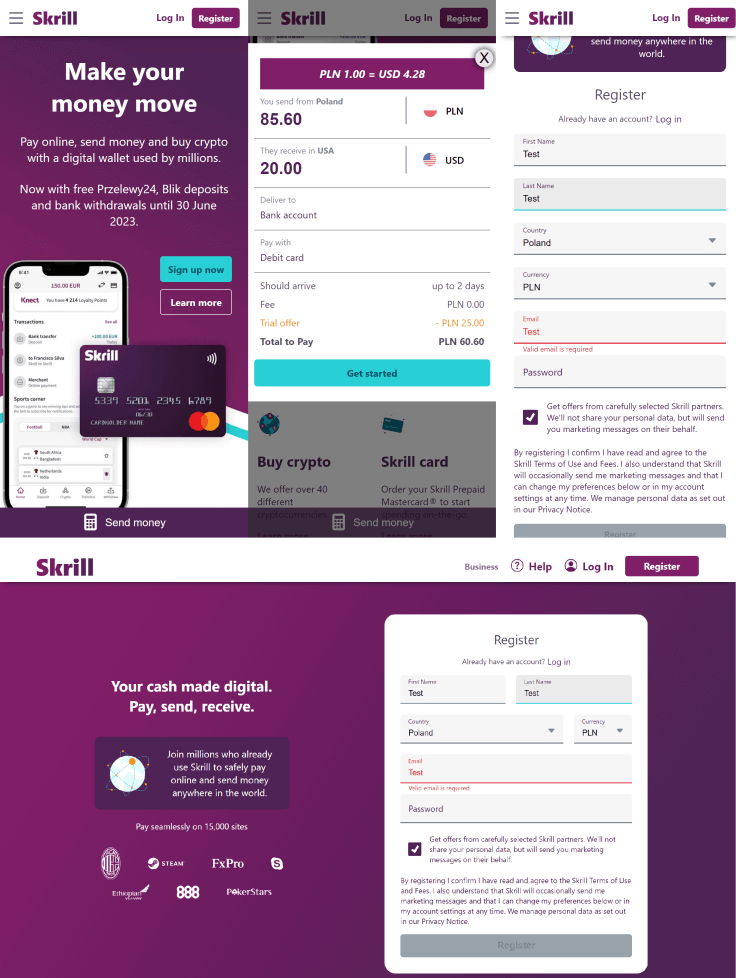 Skrill
Log In
Register
Make your
money move
Pay online, send money and buy crypto
with a digital wallet used by millions.
Now with free Przelewy24, Blik deposits
and bank withdrawals until 30 June
2023.
Sign up now
Learn more
9:41
150.00 EUR
Knect
You have 4 214 Loyalty Points
Transactions
See all
Bank transfer
+100.00 EUR
Deposit
Today
to Francisco Silva
Skrill to Skrill
Merchant
Online payment
Sports corner
Football
NBA
World Cup
South Africa
Bangladesh
Netherlands
India
Home
Deposit
Crypto
Transfers
Withdraw
Skrill
5339 5201 2345 6789
06/30
CARDHOLDER NAME
Send money
Skrill
Log In
Register
X
PLN 1.00 = USD 4.28
You send from Poland
85.60
PLN
They receive in USA
20.00
USD
Deliver to
Bank account
Pay with
Debit card
Should arrive
up to 2 days
Fee
PLN 0.00
Trial offer
- PLN 25.00
Total to Pay
PLN 60.60
Get started
Buy crypto
We offer over 40
different
cryptocurrencies
Learn more
Skrill card
Order your Skrill Prepaid
Mastercard® to start
spending on-the-go.
Learn more
Send money
Skrill
Log In
Register
send money anywhere in the
world.
Register
Already have an account? Log in
First Name
Test
Last Name
Test
Country
Poland
Currency
PLN
Email
Test
Valid email is required
Password
Get offers from carefully selected Skrill partners.
We'll not share your personal data, but will send
you marketing messages on their behalf.
By registering I confirm I have read and agree to the
Skrill Terms of Use and Fees. I also understand that Skrill
will occasionally send me marketing messages and that I
can change my preferences below or in my account
settings at any time. We manage personal data as set out
in our Privacy Notice.
Register
Skrill
Business
Help
Log In
Register
Your cash made digital.
Pay, send, receive.
Join millions who already
use Skrill to safely pay
online and send money
anywhere in the world.
Pay seamlessly on 15,000 sites
STEAM
FxPro
Ethiopian
888
PokerStars
Register
Already have an account? Log in
First Name
Test
Last Name
Test
Country
Poland
Currency
PLN
Email
Test
Valid email is required
Password
Get offers from carefully selected Skrill partners. We'll not
share your personal data, but will send you marketing
messages on their behalf.
By registering I confirm I have read and agree to the Skrill Terms of Use
and Fees. I also understand that Skrill will occasionally send me
marketing messages and that I can change my preferences below or in
my account settings at any time. We manage personal data as set out
in our Privacy Notice.
Register